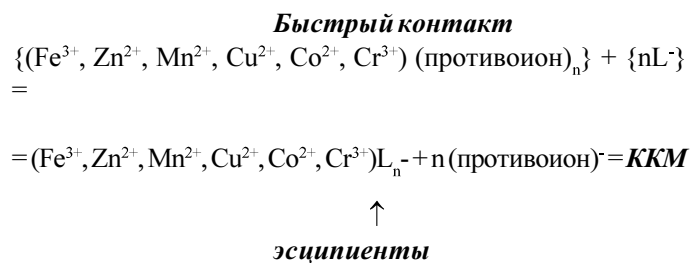 Быстрый контакт
{(Fe³⁺, Zn²⁺, Mn²⁺, Cu²⁺, Co²⁺, Cr³⁺) (противоион)ₙ} + {nL⁻}
=
=(Fe³⁺,Zn²⁺,Mn²⁺,Cu²⁺,Co²⁺,Cr³⁺)Lₙ-+n(противоион)⁻=ККМ
↑
эсципиенты